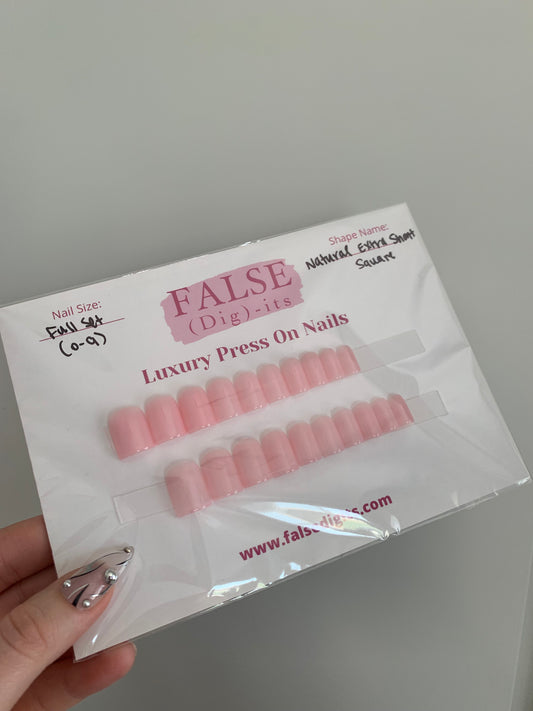 Nail Size:
Full Set
(0-9)
FALSE
(Dig)-its
Shape Name:
Natural Extra Short
Square
Luxury Press On Nails
www.falsedigits.com